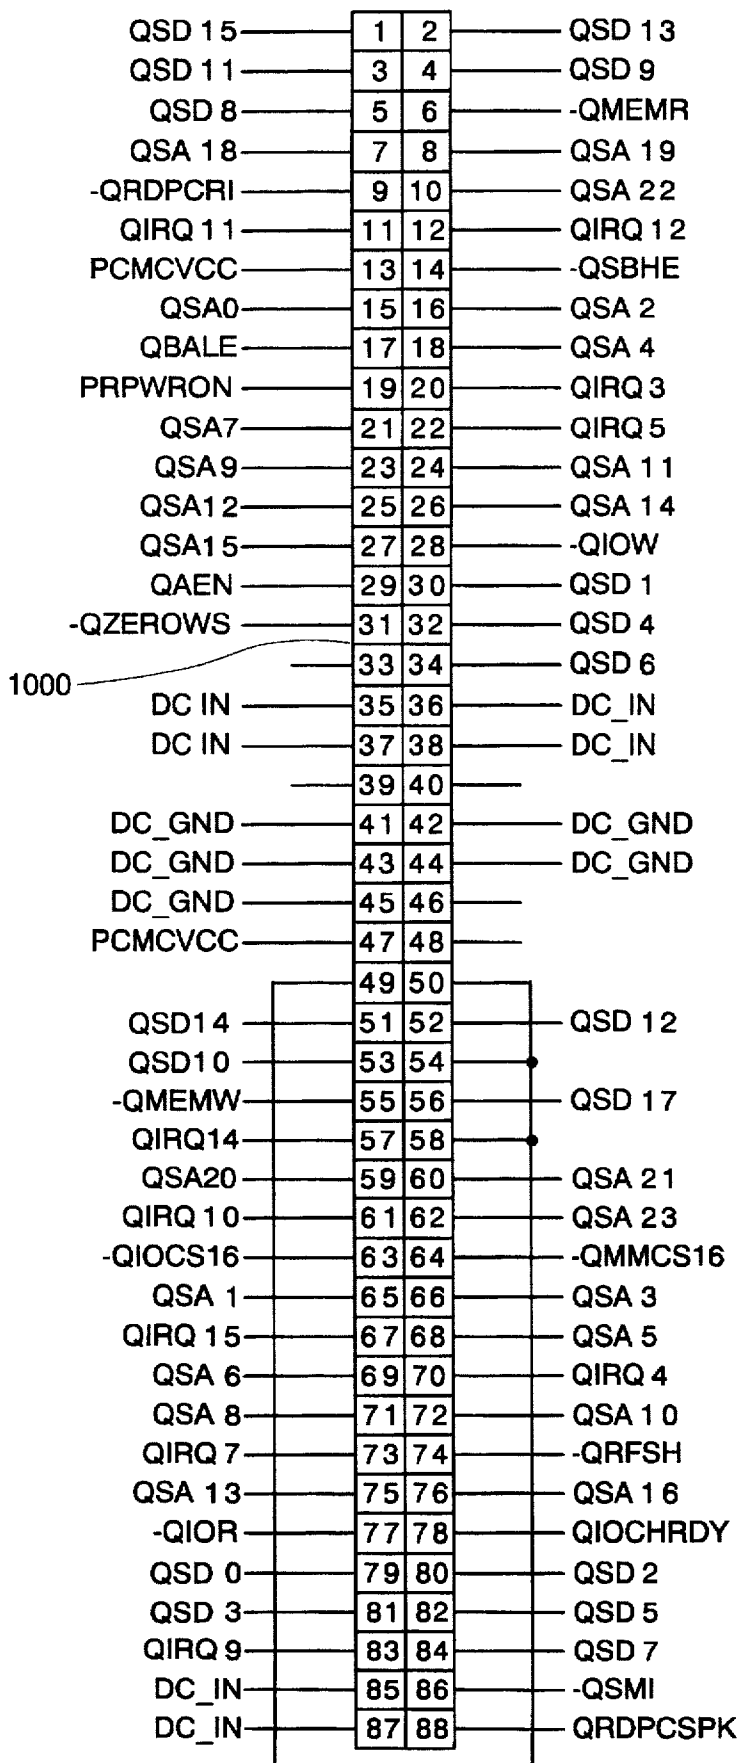 QSD 15 1 2 QSD 13
QSD 11 3 4 QSD 9
QSD 8 5 6 -QMEMR
QSA 18 7 8 QSA 19
-QRDPCRI 9 10 QSA 22
QIRQ 11 11 12 QIRQ 12
PCMCVCC 13 14 -QSBHE
QSA0 15 16 QSA 2
QBALE 17 18 QSA 4
PRPWRON 19 20 QIRQ 3
QSA7 21 22 QIRQ 5
QSA9 23 24 QSA 11
QSA12 25 26 QSA 14
QSA15 27 28 -QIOW
QAEN 29 30 QSD 1
-QZEROWS 31 32 QSD 4
33 34 QSD 6
1000
DC IN 35 36 DC_IN
DC IN 37 38 DC_IN
39 40
DC_GND 41 42 DC_GND
DC_GND 43 44 DC_GND
DC_GND 45 46
PCMCVCC 47 48
49 50
QSD14 51 52 QSD 12
QSD10 53 54
-QMEMW 55 56 QSD 17
QIRQ14 57 58
QSA20 59 60 QSA 21
QIRQ 10 61 62 QSA 23
-QIOCS16 63 64 -QMMCS16
QSA 1 65 66 QSA 3
QIRQ 15 67 68 QSA 5
QSA 6 69 70 QIRQ 4
QSA 8 71 72 QSA 10
QIRQ 7 73 74 -QRFSH
QSA 13 75 76 QSA 16
-QIOR 77 78 QIOCHRDY
QSD 0 79 80 QSD 2
QSD 3 81 82 QSD 5
QIRQ 9 83 84 QSD 7
DC_IN 85 86 -QSMI
DC_IN 87 88 QRDPCSPK